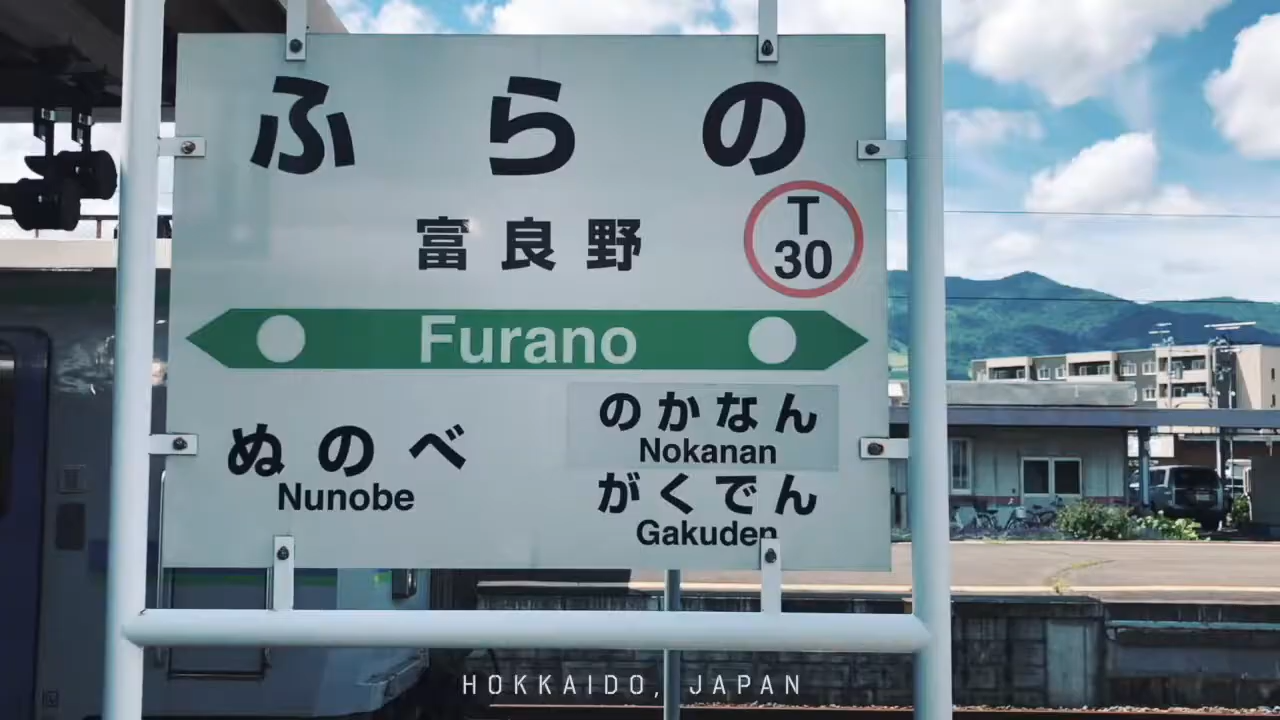 ふらの
富良野
T
30
Furano
ぬのべ
Nunobe
のかなん
Nokanan
がくでん
Gakuden
HOKKAIDO, JAPAN